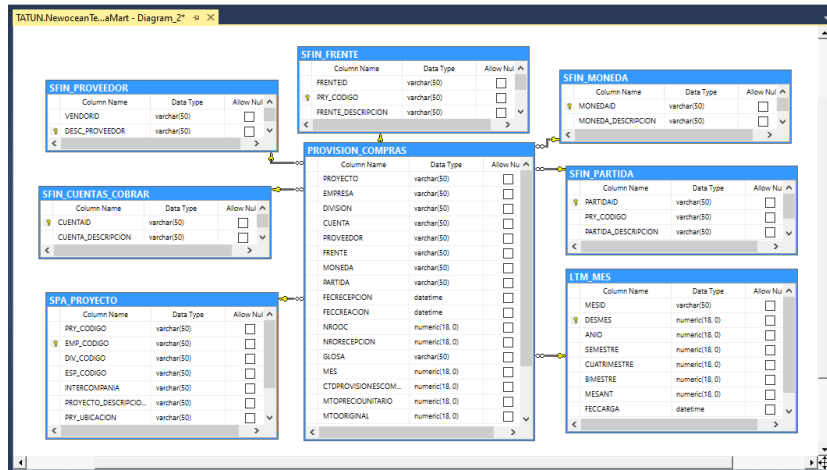 TATUN.NewoceanTe...aMart - Diagram_2*
SFIN_PROVEEDOR
Column Name Data Type Allow Nul
VENDORID varchar(50)
DESC_PROVEEDOR varchar(50)
SFIN_FRENTE
Column Name Data Type Allow Nul
FRENTEID varchar(50)
PRY_CODIGO varchar(50)
FRENTE_DESCRIPCION varchar(50)
SFIN_MONEDA
Column Name Data Type Allow Nul
MONEDAID varchar(50)
MONEDA_DESCRIPCION varchar(50)
SFIN_CUENTAS_COBRAR
Column Name Data Type Allow Nul
CUENTAID varchar(50)
CUENTA_DESCRIPCION varchar(50)
PROVISION_COMPRAS
Column Name Data Type Allow Nu
PROYECTO varchar(50)
EMPRESA varchar(50)
DIVISION varchar(50)
CUENTA varchar(50)
PROVEEDOR varchar(50)
FRENTE varchar(50)
MONEDA varchar(50)
PARTIDA varchar(50)
FECRECEPCION datetime
FECCREACION datetime
NROOC numeric(18, 0)
NRORECEPCION numeric(18, 0)
GLOSA varchar(50)
MES numeric(18, 0)
CTDPROVISIONESCOM... numeric(18, 0)
MTOPRECIOUNITARIO numeric(18, 0)
MTOORIGINAL numeric(18, 0)
SFIN_PARTIDA
Column Name Data Type Allow Nul
PARTIDAID varchar(50)
PRY_CODIGO varchar(50)
PARTIDA_DESCRIPCION varchar(50)
SPA_PROYECTO
Column Name Data Type Allow Nul
PRY_CODIGO varchar(50)
EMP_CODIGO varchar(50)
DIV_CODIGO varchar(50)
ESP_CODIGO varchar(50)
INTERCOMPANIA varchar(50)
PROYECTO_DESCRIPCIO... varchar(50)
PRY_UBICACION varchar(50)
LTM_MES
Column Name Data Type Allow Nul
MESID varchar(50)
DESMES numeric(18, 0)
ANIO numeric(18, 0)
SEMESTRE numeric(18, 0)
CUATRIMESTRE numeric(18, 0)
BIMESTRE numeric(18, 0)
MESANT numeric(18, 0)
FECCARGA datetime